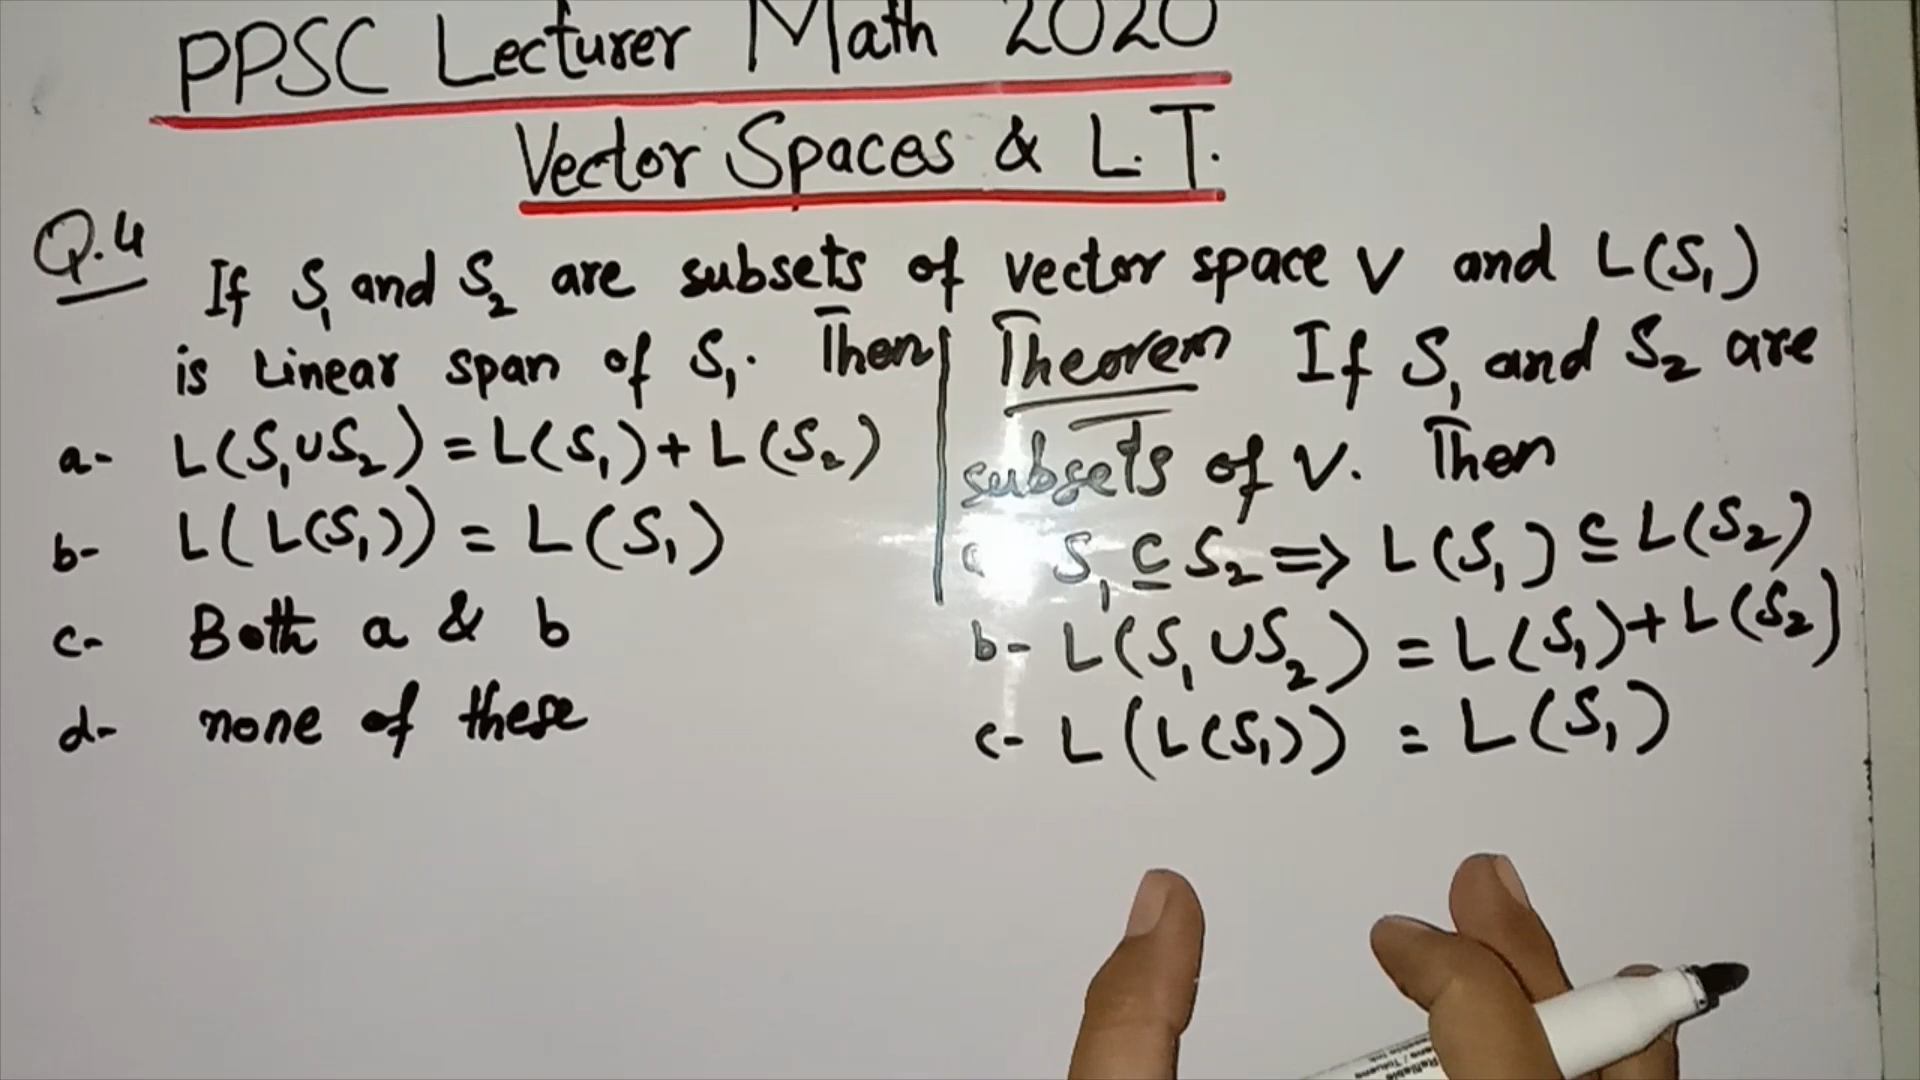 PPSC Lecturer Math 2020
Vector Spaces & L.T.
Q.4
If S₁ and S₂ are subsets of vector space V and L(S₁)
is Linear span of S₁. Then
a- L(S₁∪S₂) = L(S₁) + L(S₂)
b- L(L(S₁)) = L(S₁)
c- Both a & b
d- none of these
Theorem If S₁ and S₂ are
subsets of V. Then
S₁ ⊆ S₂ => L(S₁) ⊆ L(S₂)
b- L(S₁∪S₂) = L(S₁)+L(S₂)
c- L(L(S₁)) = L(S₁)